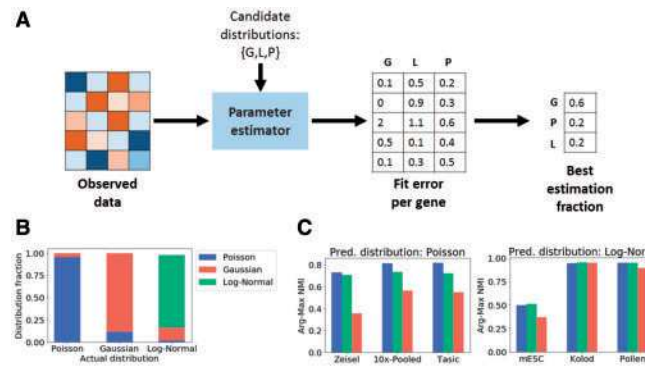 A
Candidate
distributions:
{G,L,P}
Parameter
estimator
Observed
data
G L P
0.1 0.5 0.2
0 0.9 0.3
2 1.1 0.6
0.5 0.1 0.4
0.1 0.3 0.5
Fit error
per gene
G 0.6
P 0.2
L 0.2
Best
estimation
fraction
B
Distribution fraction
1.00
0.75
0.50
0.25
0.00
Poisson Gaussian Log-Normal
Actual distribution
Poisson
Gaussian
Log-Normal
C
Pred. distribution: Poisson
Arg-Max NMI
0.8
0.6
0.4
0.2
0.0
Zeisel 10x-Pooled Tasic
Pred. distribution: Log-Norm
Arg-Max NMI
1.00
0.75
0.50
0.25
0.00
mESC Kolod Pollen